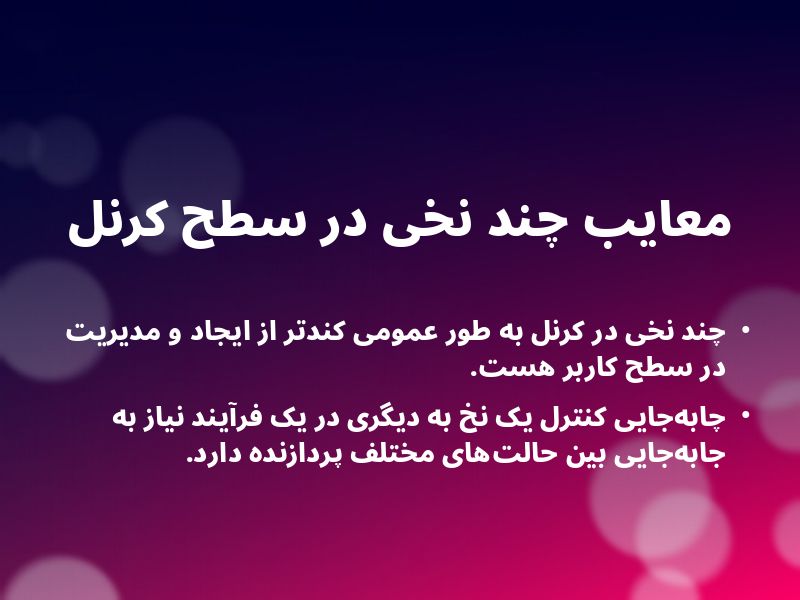 معایب چند نخی در سطح کرنل
• چند نخی در کرنل به طور عمومی کندتر از ایجاد و مدیریت
در سطح کاربر هست.
• چابه‌جایی کنترل یک نخ به دیگری در یک فرآیند نیاز به
جابه‌جایی بین حالت‌های مختلف پردازنده دارد.